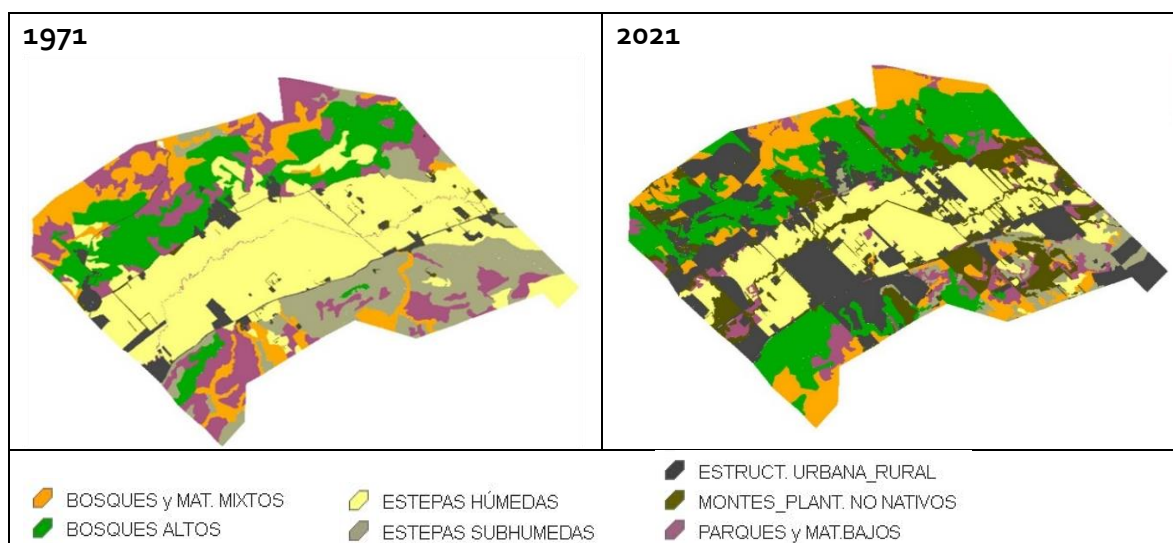 1971
2021
BOSQUES y MAT. MIXTOS
BOSQUES ALTOS
ESTEPAS HÚMEDAS
ESTEPAS SUBHUMEDAS
ESTRUCT. URBANA_RURAL
MONTES_PLANT. NO NATIVOS
PARQUES y MAT.BAJOS